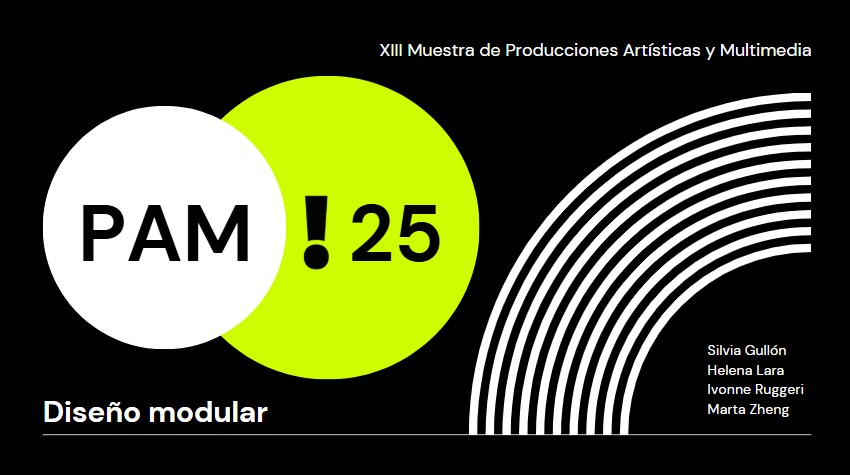 XIII Muestra de Producciones Artísticas y Multimedia
PAM ! 25
Silvia Gullón
Helena Lara
Ivonne Ruggeri
Marta Zheng
Diseño modular